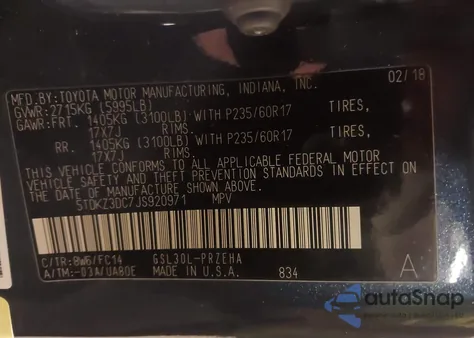 MFD.BY:TOYOTA MOTOR MANUFACTURING, INDIANA, INC. 02/18
GVWR:2715KG (5995LB)
GAWR:FRT. 1405KG (3100LB) WITH P235/60R17 TIRES,
17X7J RIMS.
RR. 1405KG (3100LB) WITH P235/60R17 TIRES,
17X7J RIMS.
THIS VEHICLE CONFORMS TO ALL APPLICABLE FEDERAL MOTOR
VEHICLE SAFETY AND THEFT PREVENTION STANDARDS IN EFFECT ON
THE DATE OF MANUFACTURE SHOWN ABOVE.
5TDKZ3DC7JS920971 MPV
C/TR:8W6/FC14 GSL30L-PRZEHA
A/TM:-03A/UA80E MADE IN U.S.A. 834 A
autoSnap